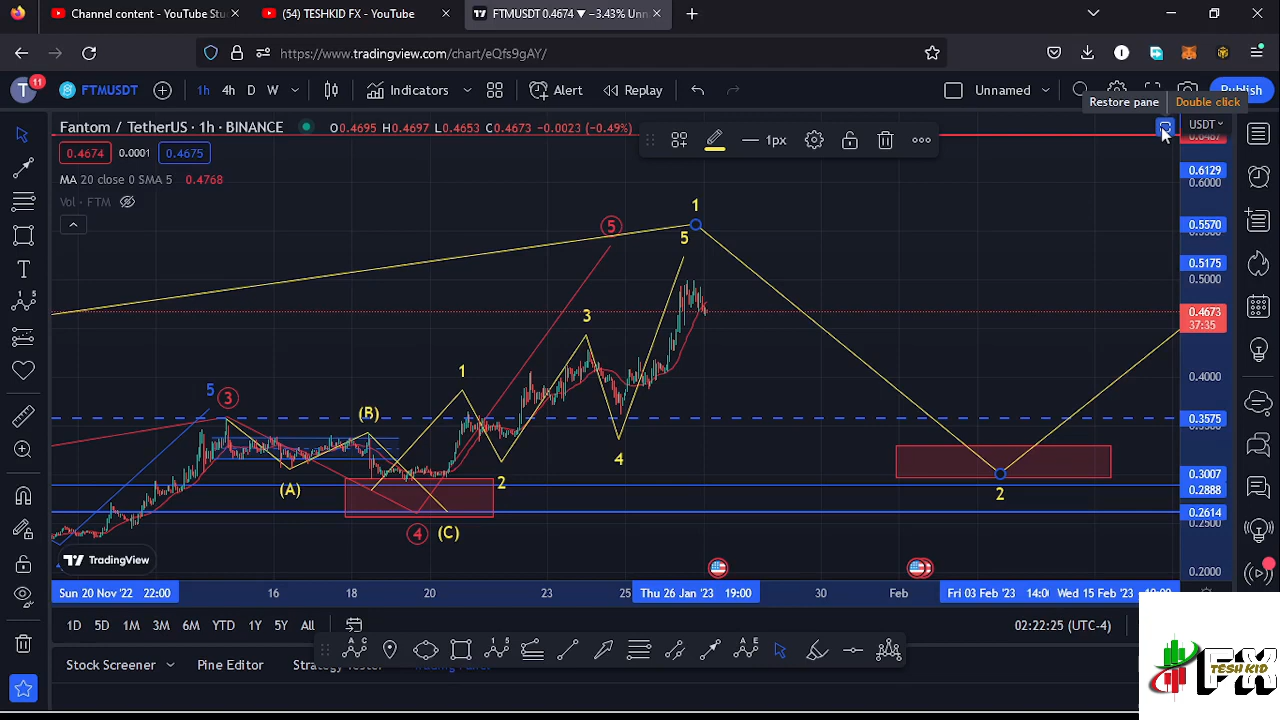 Content channel - YouTube Stu
(54) TESHKID FX - YouTube
FTMUSDT 0.4674 ▼ −3.43% Unn
https://www.tradingview.com/chart/eQfs9gAY/
T 11
FTMUSDT
1h 4h D W
Indicators
Alert
Replay
Unnamed
Publish
Restore pane Double click
Fantom / TetherUS · 1h · BINANCE
O0.4695 H0.4697 L0.4653 C0.4673 −0.0023 (−0.49%)
1px
USDT
0.4674 0.0001 0.4675
MA 20 close 0 SMA 5 0.4768
Vol · FTM
0.6129
0.6000
0.5570
0.5175
0.5000
0.4673
37:35
0.4000
0.3575
0.3007
0.2888
0.2614
0.2500
0.2000
1
5
5
3
1
5
3
(B)
(A)
2
4
2
4
(C)
TradingView
Sun 20 Nov '22 22:00
16
18
20
23
25
Thu 26 Jan '23 19:00
30
Feb
Fri 03 Feb '23 14:00
Wed 15 Feb '23
1D 5D 1M 3M 6M YTD 1Y 5Y All
02:22:25 (UTC-4)
Stock Screener
Pine Editor
Strategy Tester
FX
TESH KID